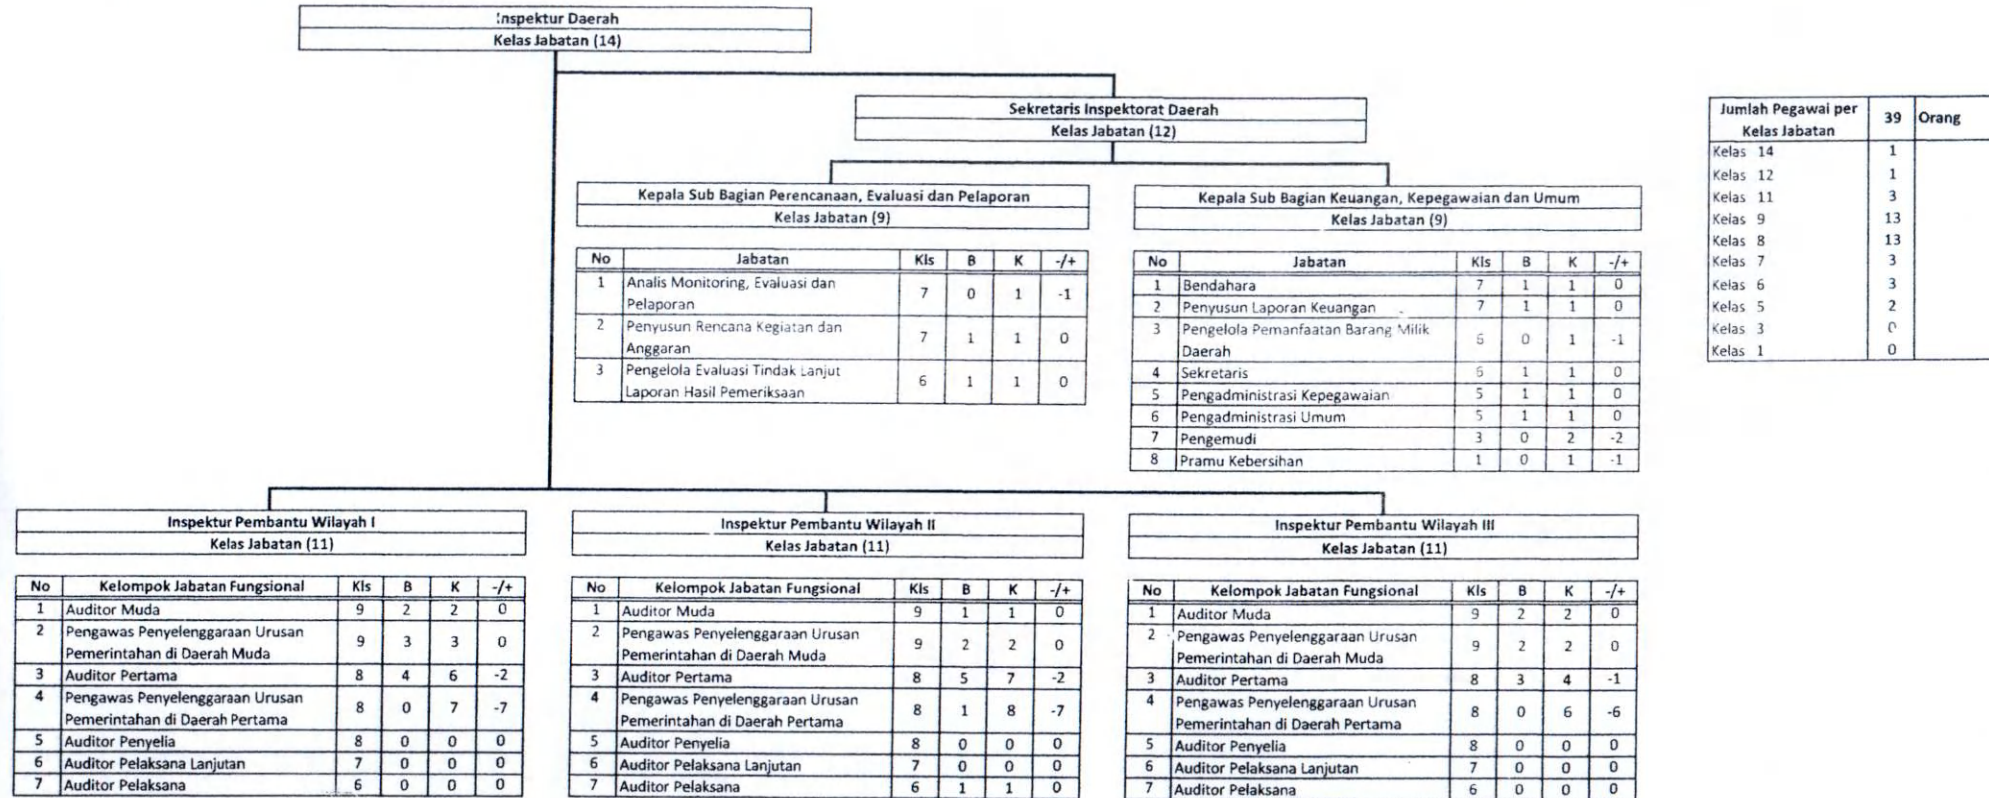 Inspektur Daerah
Kelas Jabatan (14)
Sekretaris Inspektorat Daerah
Kelas Jabatan (12)
Jumlah Pegawai per Kelas Jabatan 39 Orang
Kelas 14 1
Kelas 12 1
Kelas 11 3
Kelas 9 13
Kelas 8 13
Kelas 7 3
Kelas 6 3
Kelas 5 2
Kelas 3 0
Kelas 1 0
Kepala Sub Bagian Perencanaan, Evaluasi dan Pelaporan
Kelas Jabatan (9)
No Jabatan Kls B K -/+
1 Analis Monitoring, Evaluasi dan
Pelaporan 7 0 1 -1
2 Penyusun Rencana Kegiatan dan
Anggaran 7 1 1 0
3 Pengelola Evaluasi Tindak Lanjut
Laporan Hasil Pemeriksaan 6 1 1 0
Kepala Sub Bagian Keuangan, Kepegawaian dan Umum
Kelas Jabatan (9)
No Jabatan Kls B K -/+
1 Bendahara 7 1 1 0
2 Penyusun Laporan Keuangan 7 1 1 0
3 Pengelola Pemanfaatan Barang Milik
Daerah 6 0 1 -1
4 Sekretaris 6 1 1 0
5 Pengadministrasi Kepegawaian 5 1 1 0
6 Pengadministrasi Umum 5 1 1 0
7 Pengemudi 3 0 2 -2
8 Pramu Kebersihan 1 0 1 -1
Inspektur Pembantu Wilayah I
Kelas Jabatan (11)
No Kelompok Jabatan Fungsional Kls B K -/+
1 Auditor Muda 9 2 2 0
2 Pengawas Penyelenggaraan Urusan
Pemerintahan di Daerah Muda 9 3 3 0
3 Auditor Pertama 8 4 6 -2
4 Pengawas Penyelenggaraan Urusan
Pemerintahan di Daerah Pertama 8 0 7 -7
5 Auditor Penyelia 8 0 0 0
6 Auditor Pelaksana Lanjutan 7 0 0 0
7 Auditor Pelaksana 6 0 0 0
Inspektur Pembantu Wilayah II
Kelas Jabatan (11)
No Kelompok Jabatan Fungsional Kls B K -/+
1 Auditor Muda 9 1 1 0
2 Pengawas Penyelenggaraan Urusan
Pemerintahan di Daerah Muda 9 2 2 0
3 Auditor Pertama 8 5 7 -2
4 Pengawas Penyelenggaraan Urusan
Pemerintahan di Daerah Pertama 8 1 8 -7
5 Auditor Penyelia 8 0 0 0
6 Auditor Pelaksana Lanjutan 7 0 0 0
7 Auditor Pelaksana 6 1 1 0
Inspektur Pembantu Wilayah III
Kelas Jabatan (11)
No Kelompok Jabatan Fungsional Kls B K -/+
1 Auditor Muda 9 2 2 0
2 Pengawas Penyelenggaraan Urusan
Pemerintahan di Daerah Muda 9 2 2 0
3 Auditor Pertama 8 3 4 -1
4 Pengawas Penyelenggaraan Urusan
Pemerintahan di Daerah Pertama 8 0 6 -6
5 Auditor Penyelia 8 0 0 0
6 Auditor Pelaksana Lanjutan 7 0 0 0
7 Auditor Pelaksana 6 0 0 0